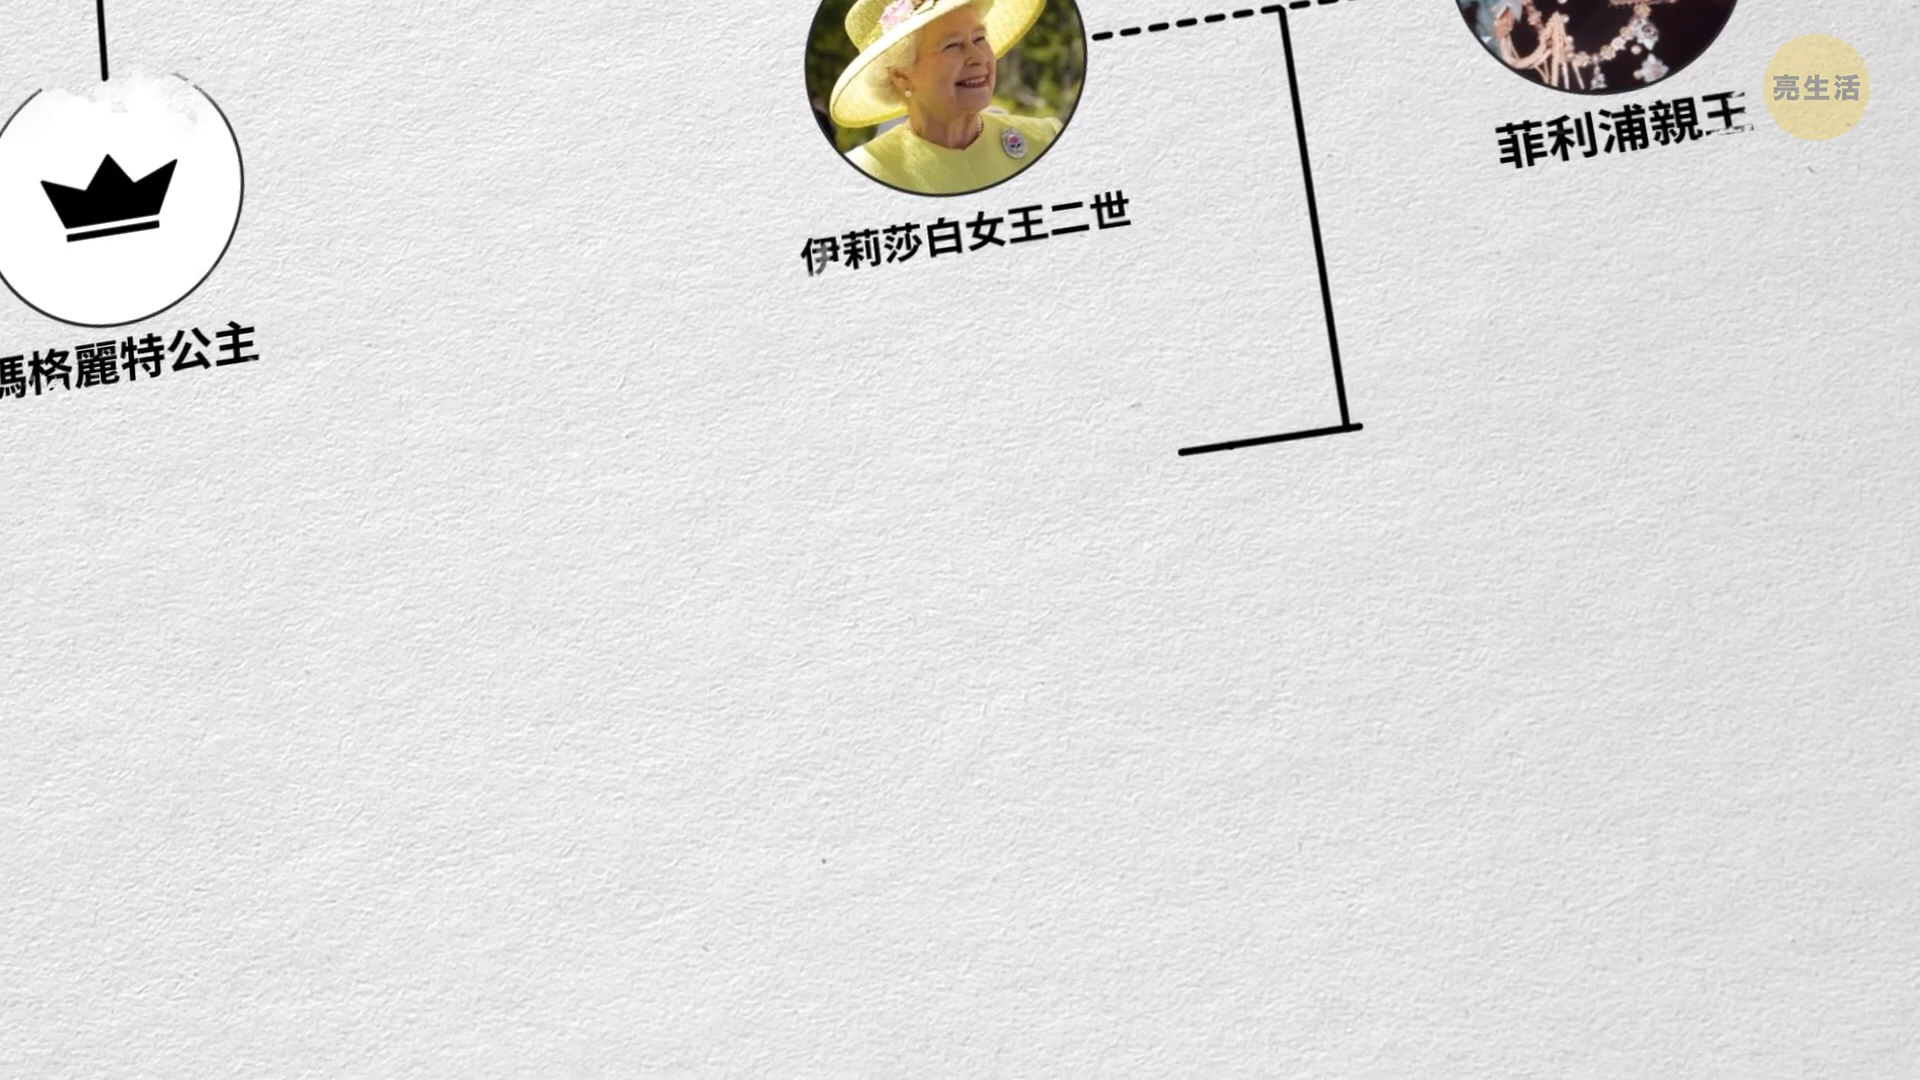 亮生活
菲利浦親王
伊莉莎白女王二世
瑪格麗特公主